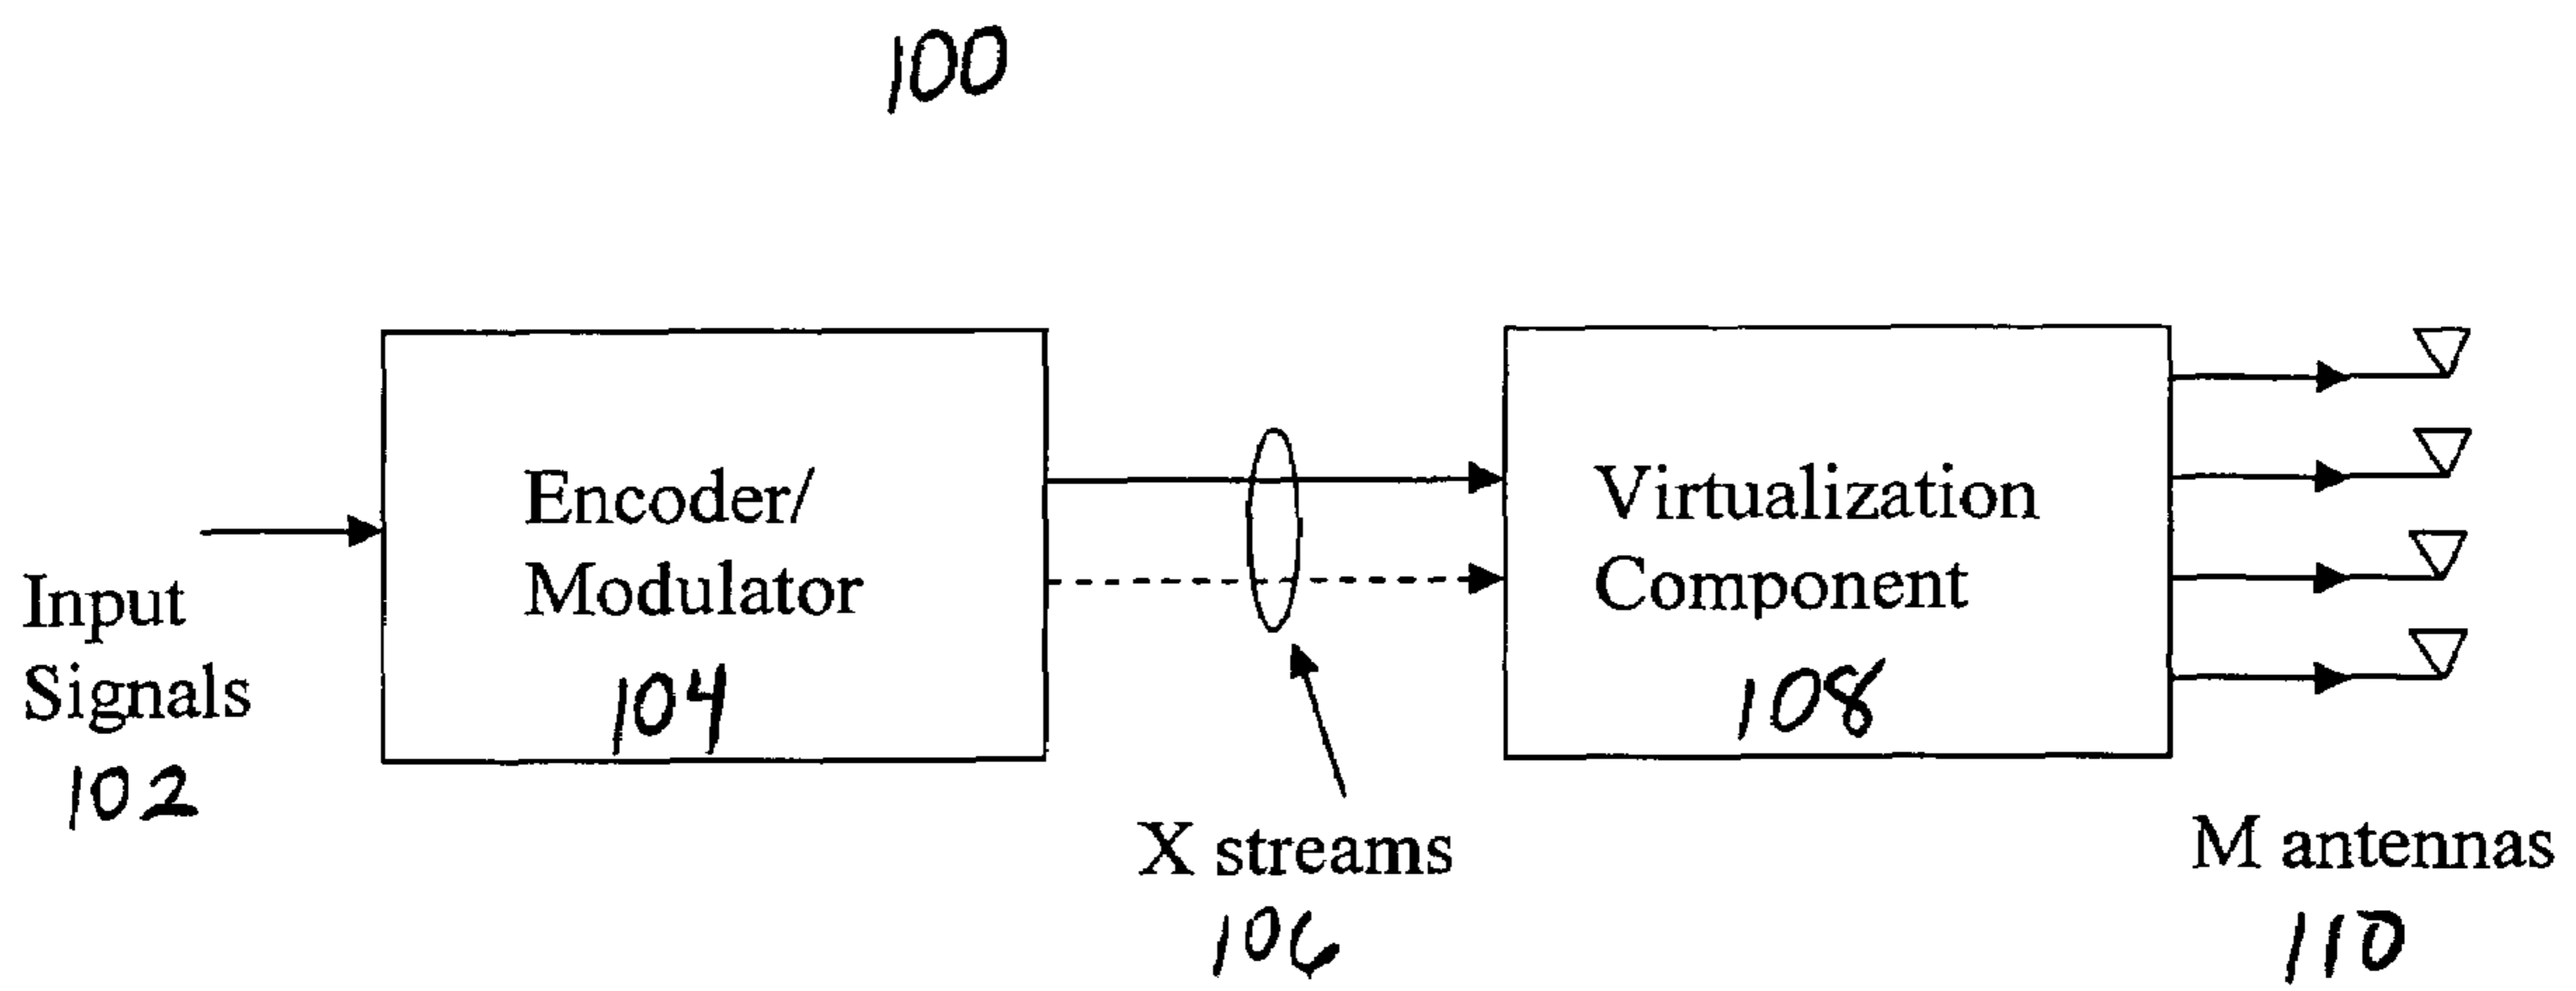 100
Encoder/
Modulator
104
Virtualization
Component
108
Input
Signals
102
X streams
106
M antennas
110